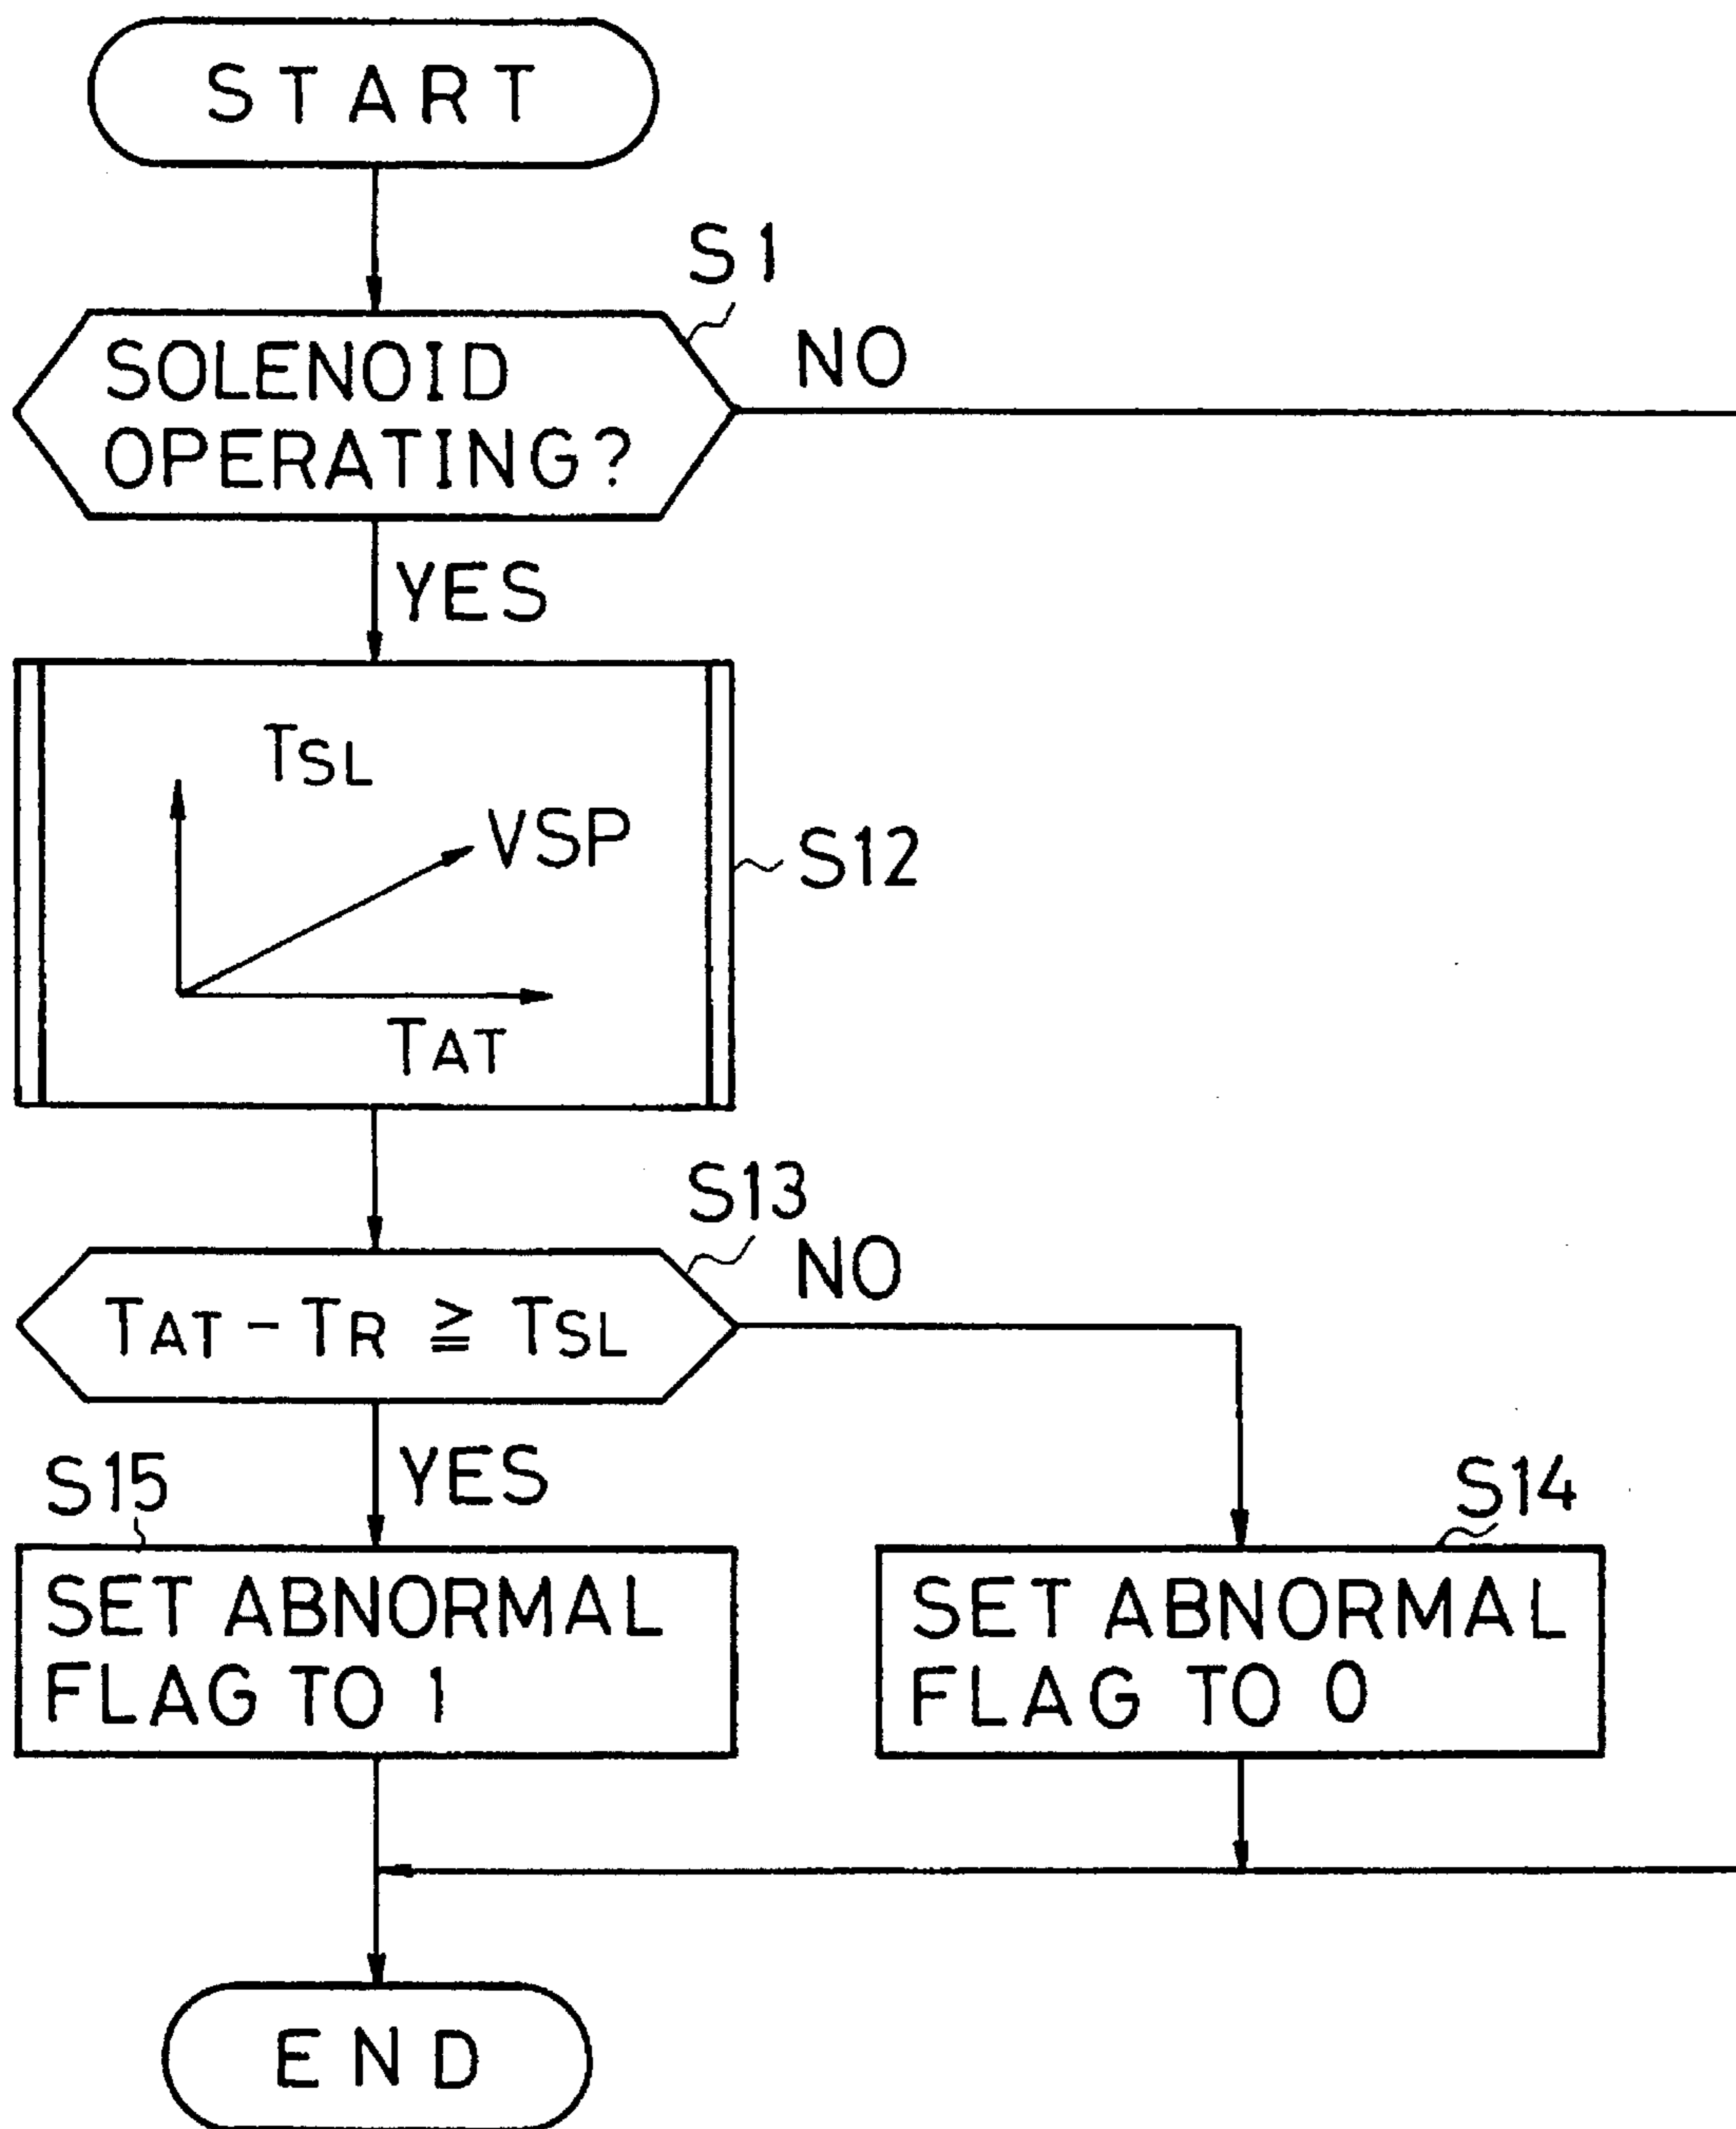 START
S1
NO
SOLENOID
OPERATING?
YES
TSL
VSP
S12
TAT
S13
NO
TAT - TR ≧ TSL
YES
S15
S14
SET ABNORMAL
FLAG TO 1
SET ABNORMAL
FLAG TO 0
END